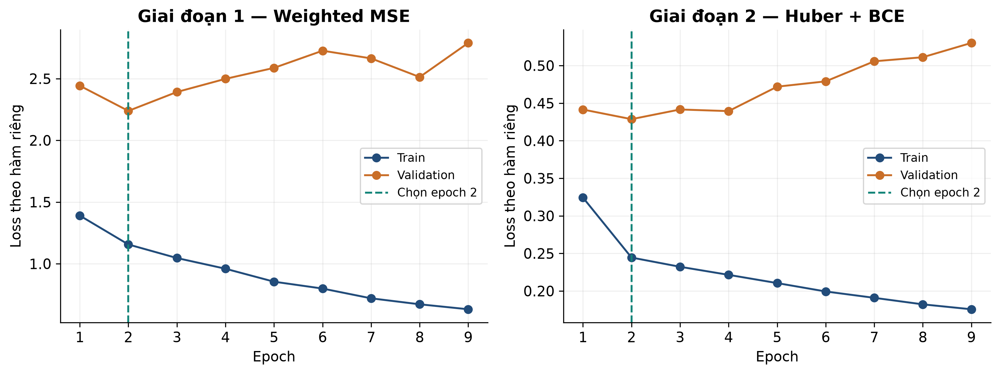 Giai đoạn 1 — Weighted MSE
Loss theo hàm riêng
2.5
2.0
1.5
1.0
Train
Validation
Chọn epoch 2
1 2 3 4 5 6 7 8 9
Epoch
Giai đoạn 2 — Huber + BCE
Loss theo hàm riêng
0.50
0.45
0.40
0.35
0.30
0.25
0.20
Train
Validation
Chọn epoch 2
1 2 3 4 5 6 7 8 9
Epoch